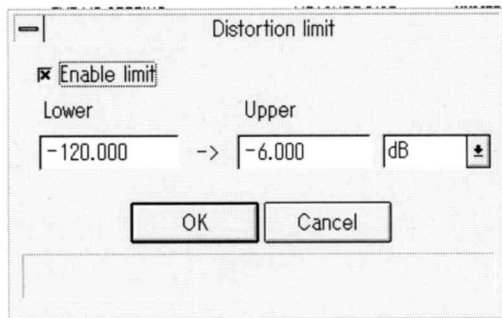 Distortion limit
Enable limit
Lower Upper
-120.000 -> -6.000 dB
OK Cancel